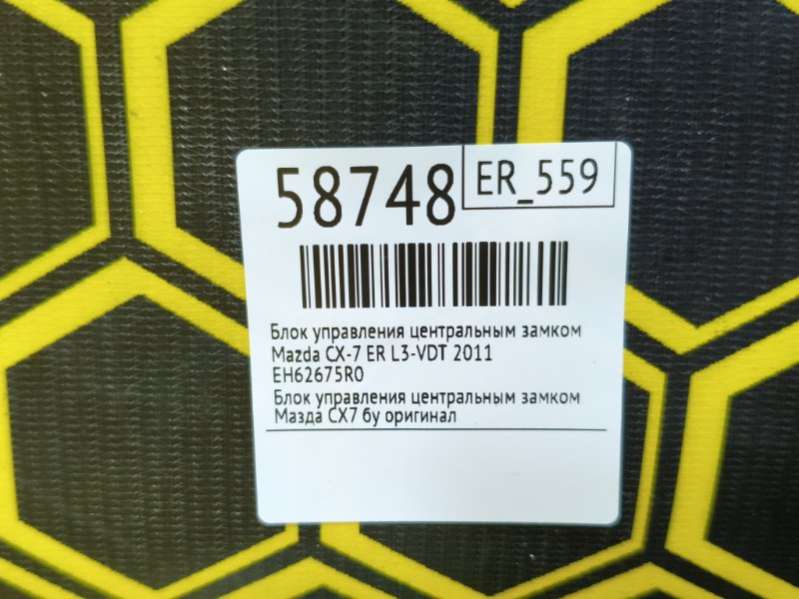 58748
ER_559
Блок управления центральным замком
Mazda CX-7 ER L3-VDT 2011
EH62675R0
Блок управления центральным замком
Мазда СХ7 бу оригинал